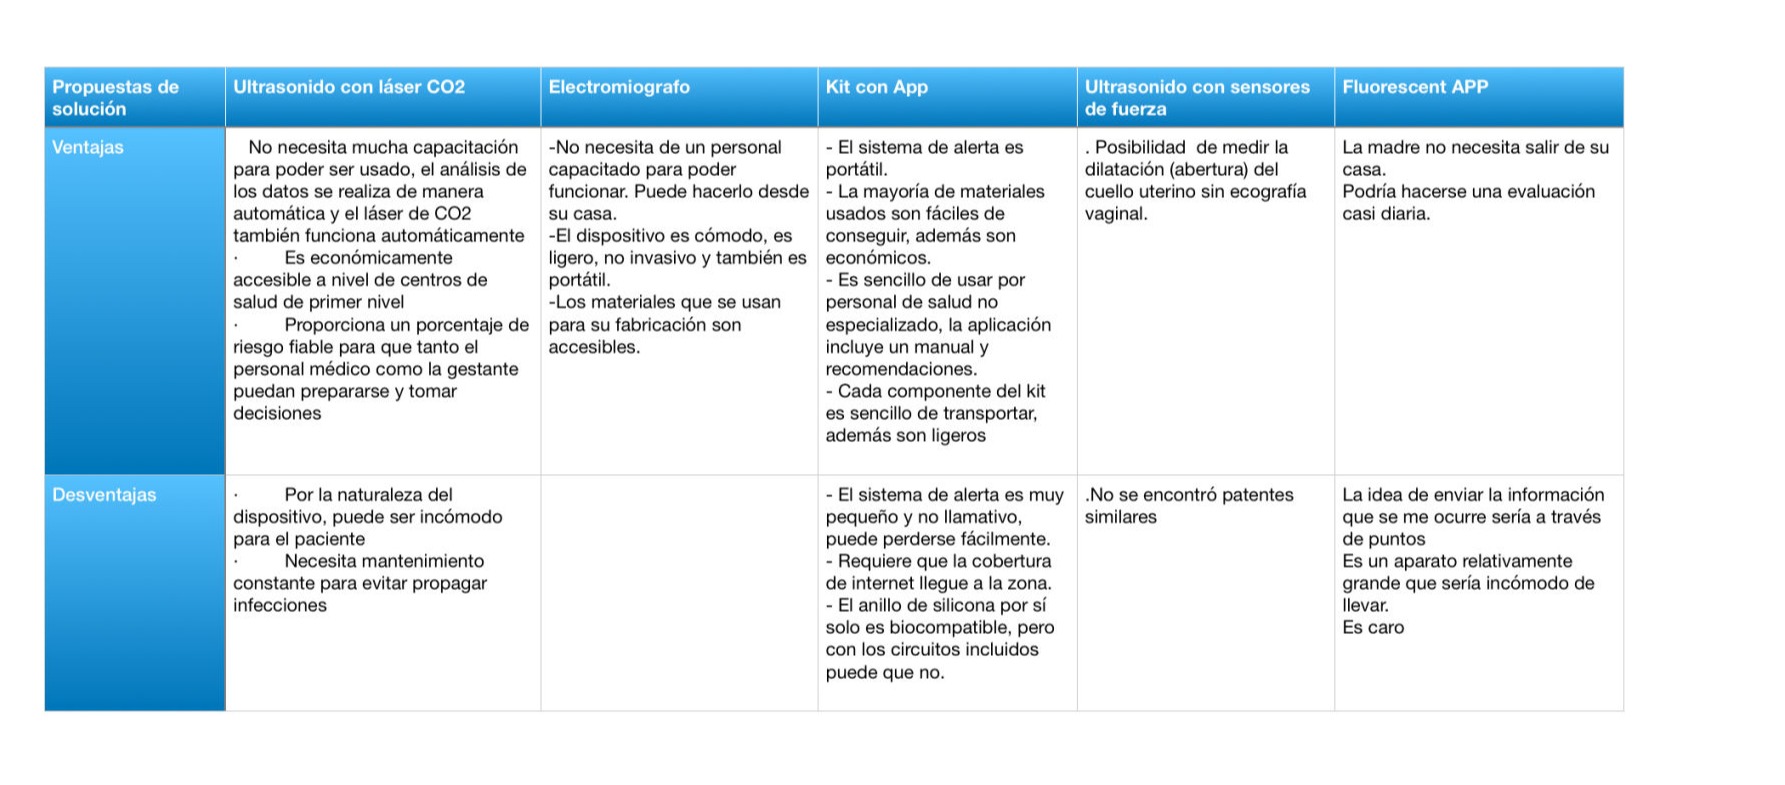 Propuestas de
solución
Ultrasonido con láser CO2
Electromiografo
Kit con App
Ultrasonido con sensores
de fuerza
Fluorescent APP
Ventajas
No necesita mucha capacitación
para poder ser usado, el análisis de
los datos se realiza de manera
automática y el láser de CO2
también funciona automáticamente
· Es económicamente
accesible a nivel de centros de
salud de primer nivel
· Proporciona un porcentaje de
riesgo fiable para que tanto el
personal médico como la gestante
puedan prepararse y tomar
decisiones
-No necesita de un personal
capacitado para poder
funcionar. Puede hacerlo desde
su casa.
-El dispositivo es cómodo, es
ligero, no invasivo y también es
portátil.
-Los materiales que se usan
para su fabricación son
accesibles.
- El sistema de alerta es
portátil.
- La mayoría de materiales
usados son fáciles de
conseguir, además son
económicos.
- Es sencillo de usar por
personal de salud no
especializado, la aplicación
incluye un manual y
recomendaciones.
- Cada componente del kit
es sencillo de transportar,
además son ligeros
. Posibilidad  de medir la
dilatación (abertura) del
cuello uterino sin ecografía
vaginal.
La madre no necesita salir de su
casa.
Podría hacerse una evaluación
casi diaria.
Desventajas
· Por la naturaleza del
dispositivo, puede ser incómodo
para el paciente
· Necesita mantenimiento
constante para evitar propagar
infecciones
- El sistema de alerta es muy
pequeño y no llamativo,
puede perderse fácilmente.
- Requiere que la cobertura
de internet llegue a la zona.
- El anillo de silicona por sí
solo es biocompatible, pero
con los circuitos incluidos
puede que no.
.No se encontró patentes
similares
La idea de enviar la información
que se me ocurre sería a través
de puntos
Es un aparato relativamente
grande que sería incómodo de
llevar.
Es caro